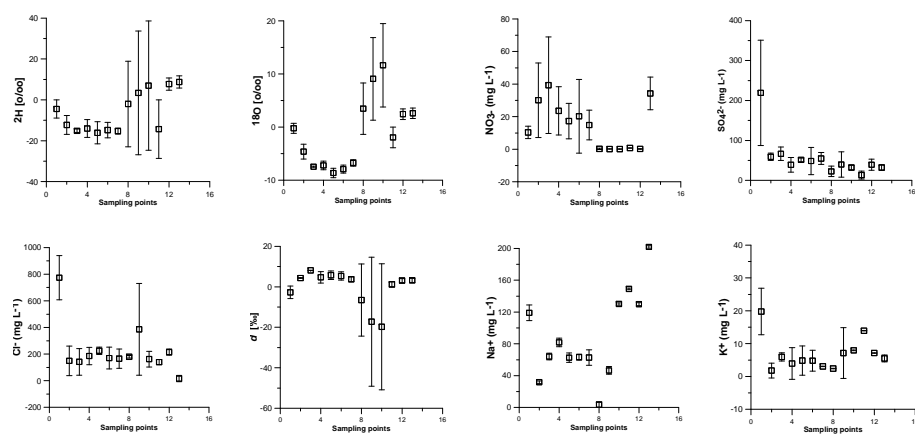 2H [o/oo]
40
20
0
-20
-40
0 4 8 12 16
Sampling points
18O [o/oo]
20
10
0
-10
0 4 8 12 16
Sampling points
NO3- (mg L-1)
80
60
40
20
0
-20
0 4 8 12 16
Sampling points
SO4²- (mg L-1)
400
300
200
100
0
0 4 8 12 16
Sampling points
Cl- (mg L-1)
1000
800
600
400
200
0
-200
0 4 8 12 16
Sampling points
d [‰]
20
0
-20
-40
-60
0 4 8 12 16
Sampling points
Na+ (mg L-1)
200
160
120
80
40
0
0 4 8 12 16
Sampling points
K+ (mg L-1)
40
30
20
10
0
-10
0 4 8 12 16
Sampling points